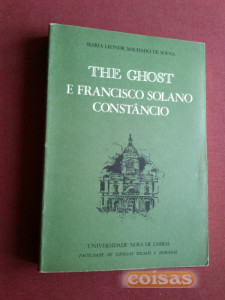 MARIA LEONOR MACHADO DE SOUSA
THE GHOST
E FRANCISCO SOLANO
CONSTÂNCIO
UNIVERSIDADE NOVA DE LISBOA
FACULDADE DE CIÊNCIAS SOCIAIS E HUMANAS
coisas